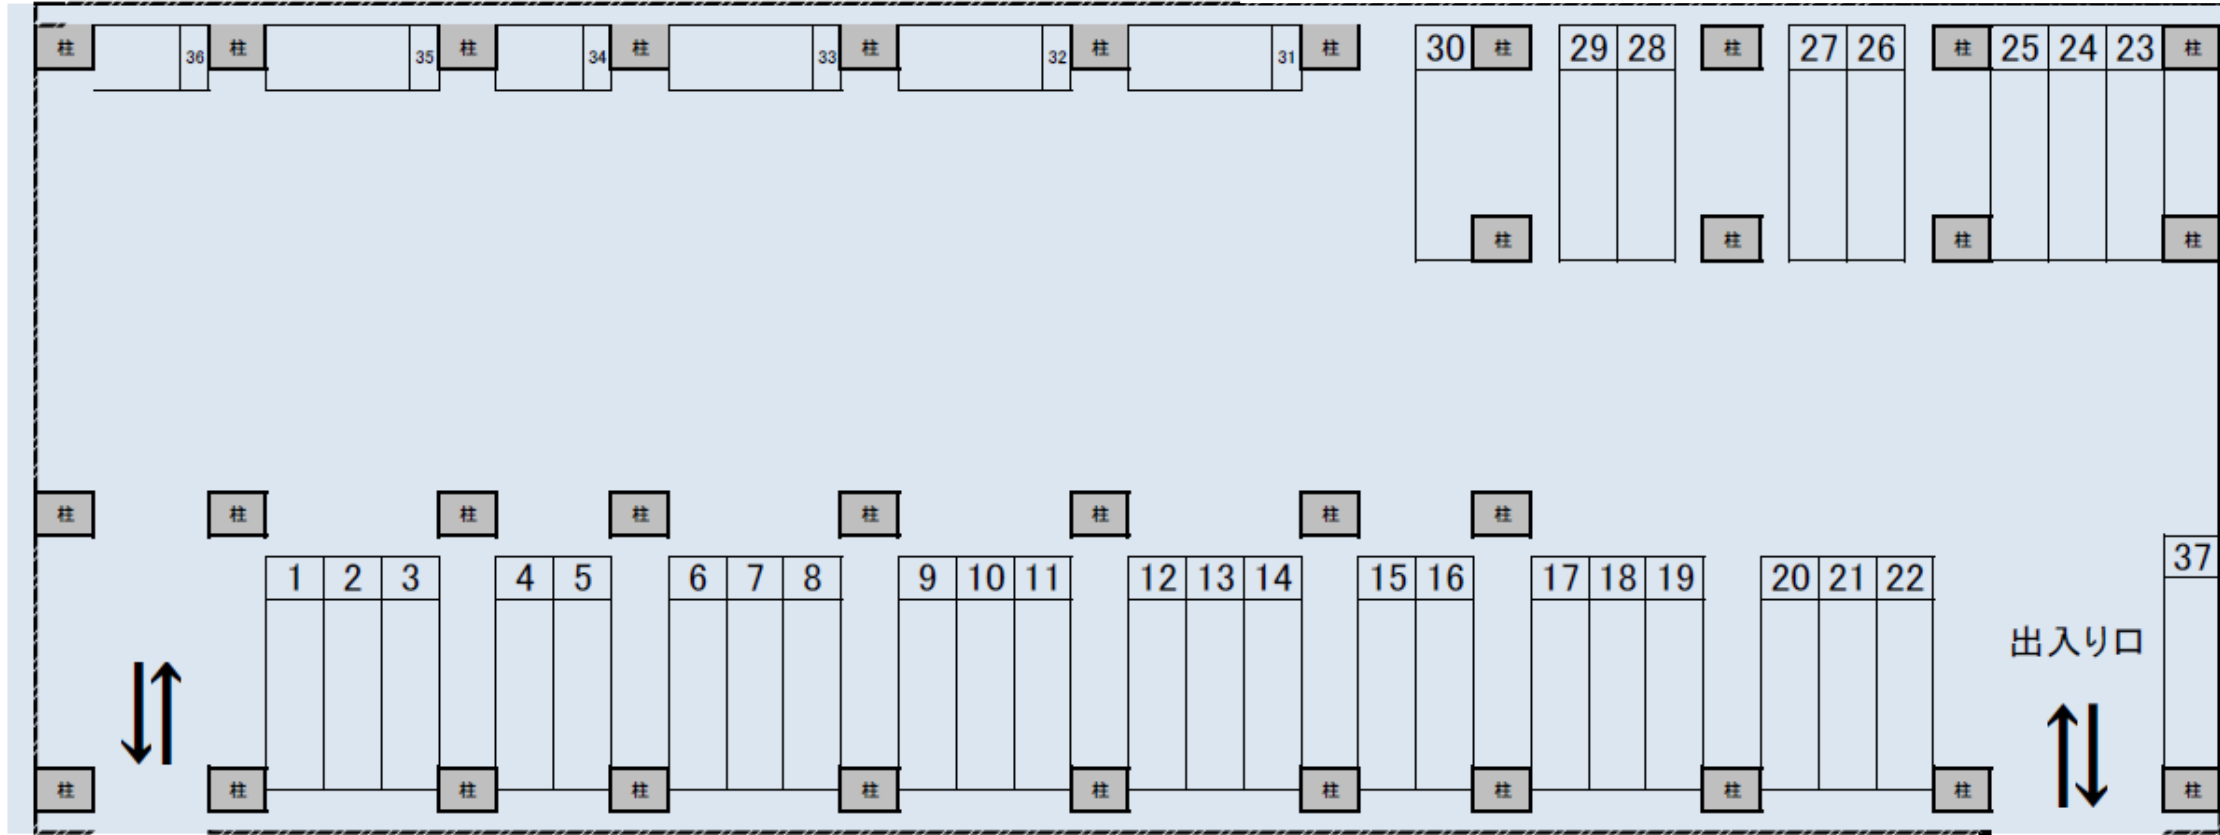 柱 36 柱 35 柱 34 柱 33 柱 32 柱 31 柱 30 柱 29 28 柱 27 26 柱 25 24 23 柱
柱 柱 柱 柱
柱 柱 柱 柱 柱 柱 柱 柱
37
1 2 3 4 5 6 7 8 9 10 11 12 13 14 15 16 17 18 19 20 21 22
出入り口
柱 柱 柱 柱 柱 柱 柱 柱 柱 柱 柱